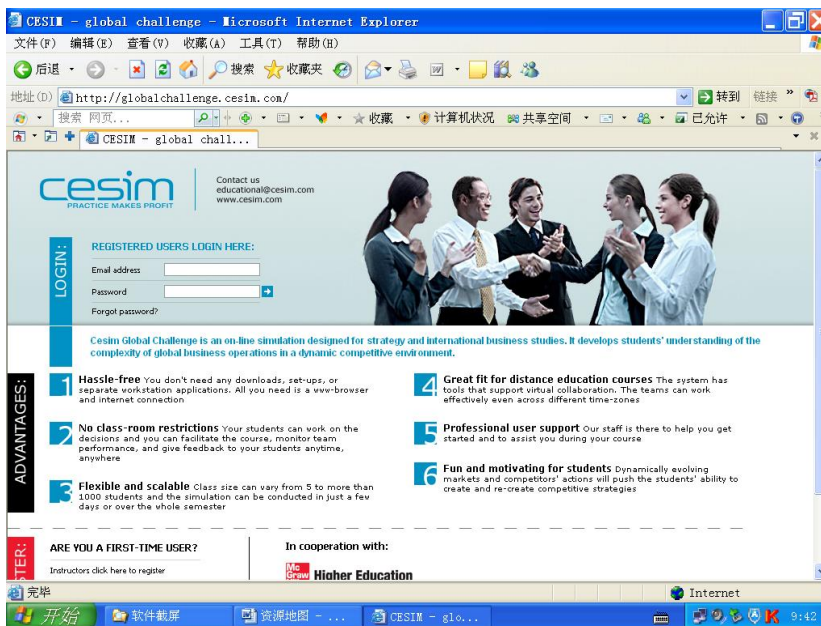 CESIM - global challenge - Microsoft Internet Explorer
文件(F) 编辑(E) 查看(V) 收藏(A) 工具(T) 帮助(H)
后退 搜索 收藏夹
地址(D) http://globalchallenge.cesim.com/ 转到 链接 »
搜索 网页... 收藏 计算机状况 共享空间 已允许
CESIM - global chall...
cesim
PRACTICE MAKES PROFIT
Contact us
educational@cesim.com
www.cesim.com
LOGIN:
REGISTERED USERS LOGIN HERE:
Email address
Password
Forgot password?
Cesim Global Challenge is an on-line simulation designed for strategy and international business studies. It develops students' understanding of the
complexity of global business operations in a dynamic competitive environment.
ADVANTAGES:
1 Hassle-free You don't need any downloads, set-ups, or
separate workstation applications. All you need is a www-browser
and internet connection
2 No class-room restrictions Your students can work on the
decisions and you can facilitate the course, monitor team
performance, and give feedback to your students anytime,
anywhere
3 Flexible and scalable Class size can vary from 5 to more than
1000 students and the simulation can be conducted in just a few
days or over the whole semester
4 Great fit for distance education courses The system has
tools that support virtual collaboration. The teams can work
effectively even across different time-zones
5 Professional user support Our staff is there to help you get
started and to assist you during your course
6 Fun and motivating for students Dynamically evolving
markets and competitors' actions will push the students' ability to
create and re-create competitive strategies
ARE YOU A FIRST-TIME USER?
Instructors click here to register
In cooperation with:
Mc
Graw Higher Education
完毕 Internet
开始 软件截屏 资源地图 - ... CESIM - glo... 9:42